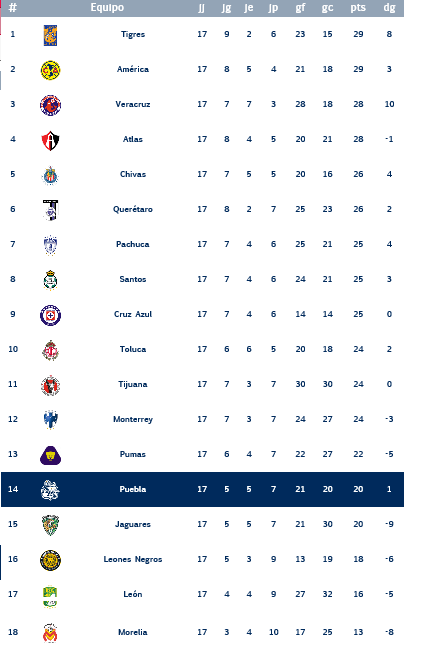 # Equipo jj jg je jp gf gc pts dg
1 Tigres 17 9 2 6 23 15 29 8
2 América 17 8 5 4 21 18 29 3
3 Veracruz 17 7 7 3 28 18 28 10
4 Atlas 17 8 4 5 20 21 28 -1
5 Chivas 17 7 5 5 20 16 26 4
6 Querétaro 17 8 2 7 25 23 26 2
7 Pachuca 17 7 4 6 25 21 25 4
8 Santos 17 7 4 6 24 21 25 3
9 Cruz Azul 17 7 4 6 14 14 25 0
10 Toluca 17 6 6 5 20 18 24 2
11 Tijuana 17 7 3 7 30 30 24 0
12 Monterrey 17 7 3 7 24 27 24 -3
13 Pumas 17 6 4 7 22 27 22 -5
14 Puebla 17 5 5 7 21 20 20 1
15 Jaguares 17 5 5 7 21 30 20 -9
16 Leones Negros 17 5 3 9 13 19 18 -6
17 León 17 4 4 9 27 32 16 -5
18 Morelia 17 3 4 10 17 25 13 -8